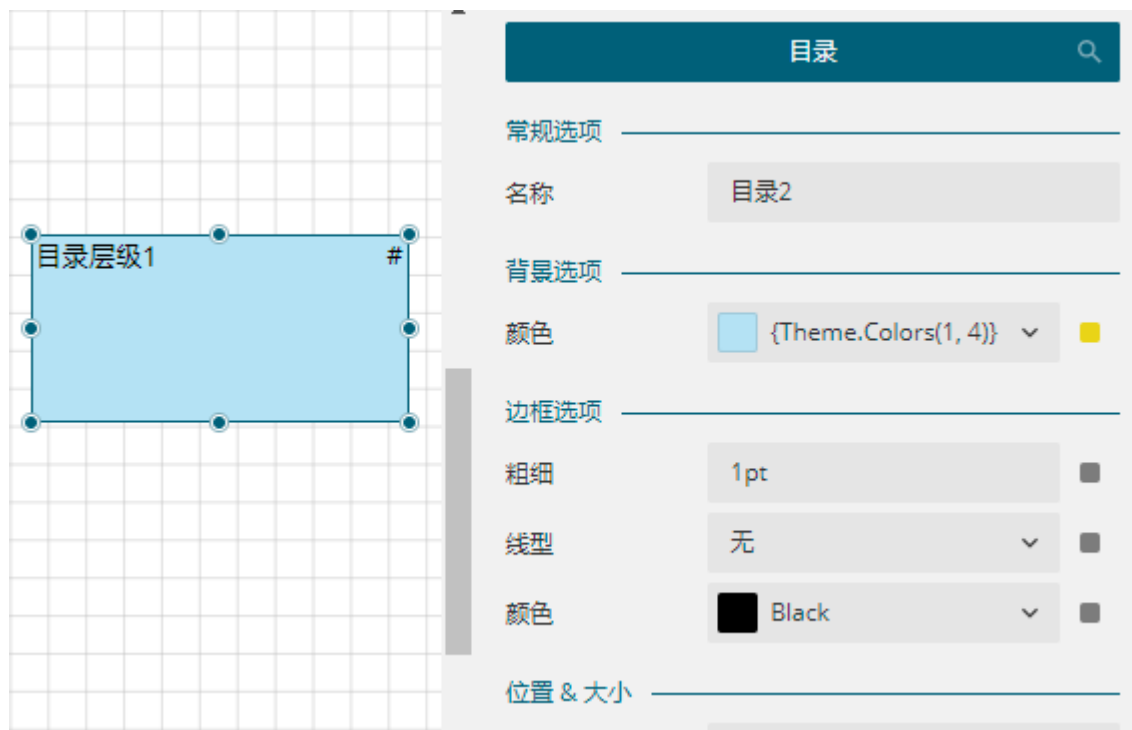 目录层级1 #
目录
常规选项
名称 目录2
背景选项
颜色 {Theme.Colors(1, 4)}
边框选项
粗细 1pt
线型 无
颜色 Black
位置 & 大小